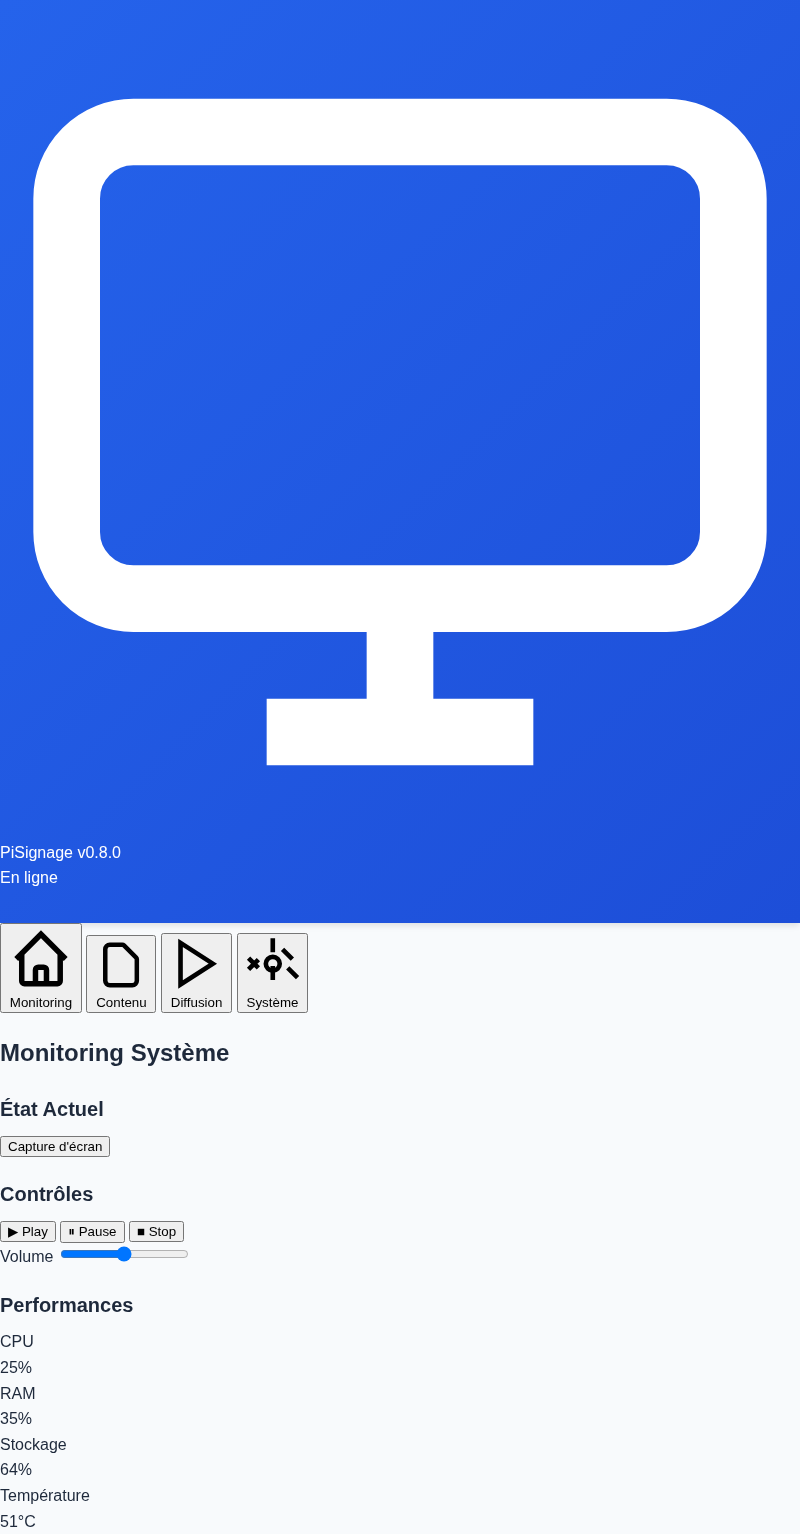 PiSignage v0.8.0
En ligne
Monitoring Contenu Diffusion Système
Monitoring Système
État Actuel
Capture d'écran
Contrôles
▶ Play ⏸ Pause ⏹ Stop
Volume
Performances
CPU
25%
RAM
35%
Stockage
64%
Température
51°C